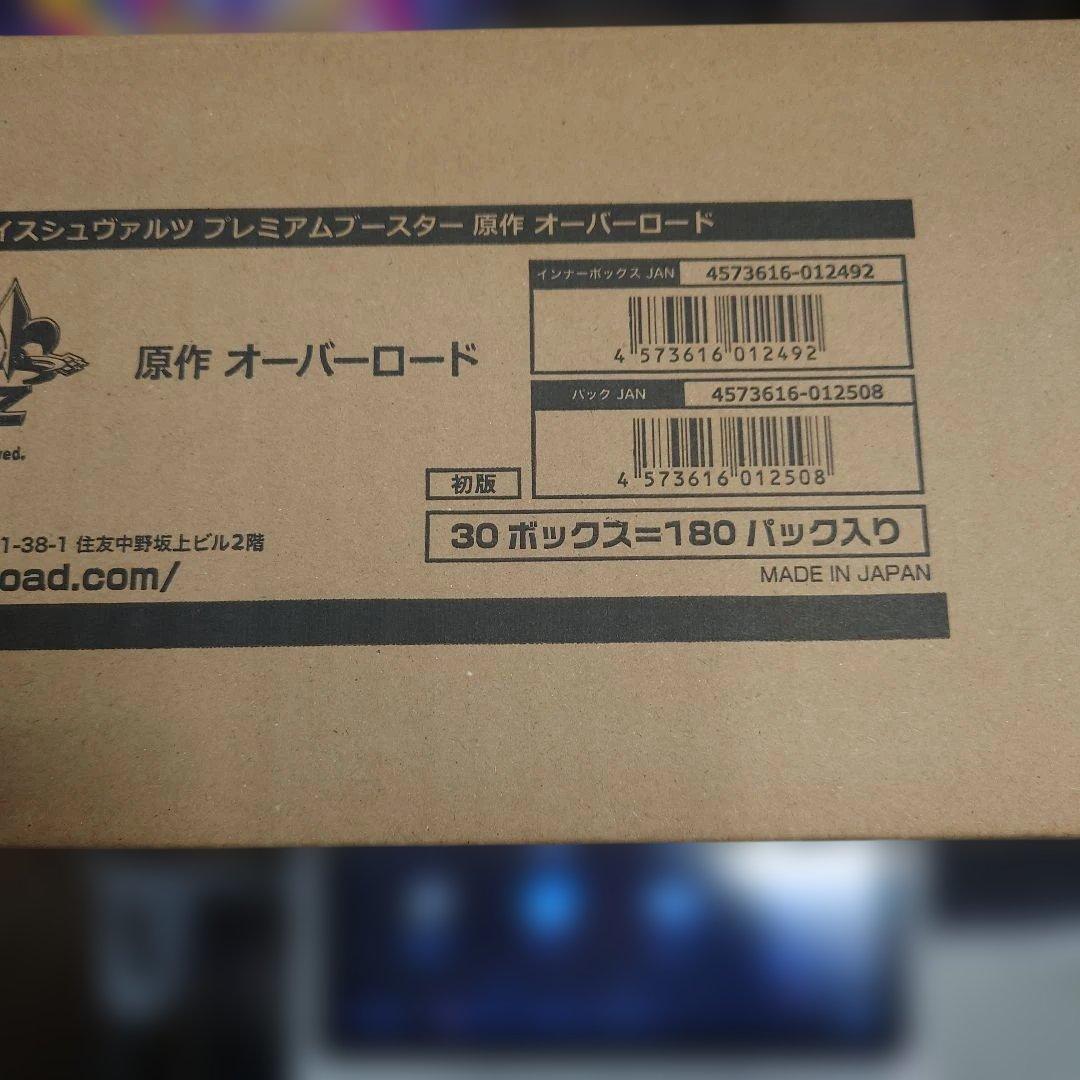 イスシュヴァルツ プレミアムブースター 原作 オーバーロード
インナーボックス JAN 4573616-012492
4 573616 012492
原作 オーバーロード
パック JAN 4573616-012508
4 573616 012508
Z
ved.
初版
30 ボックス=180 パック入り
1-38-1 住友中野坂上ビル2階
oad.com/
MADE IN JAPAN